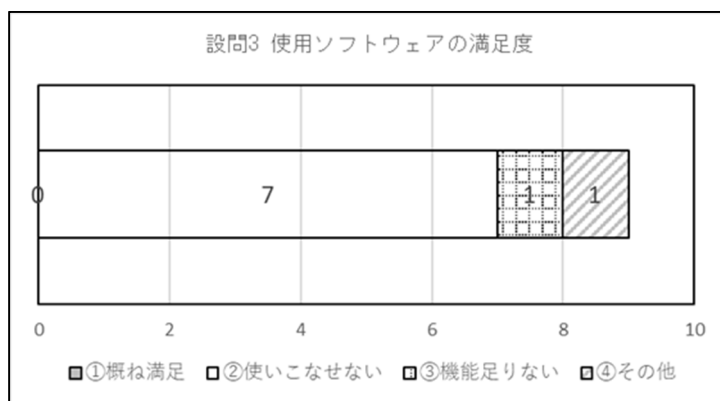 設問3 使用ソフトウェアの満足度
0 7 1 1
0 2 4 6 8 10
①概ね満足 ②使いこなせない ③機能足りない ④その他